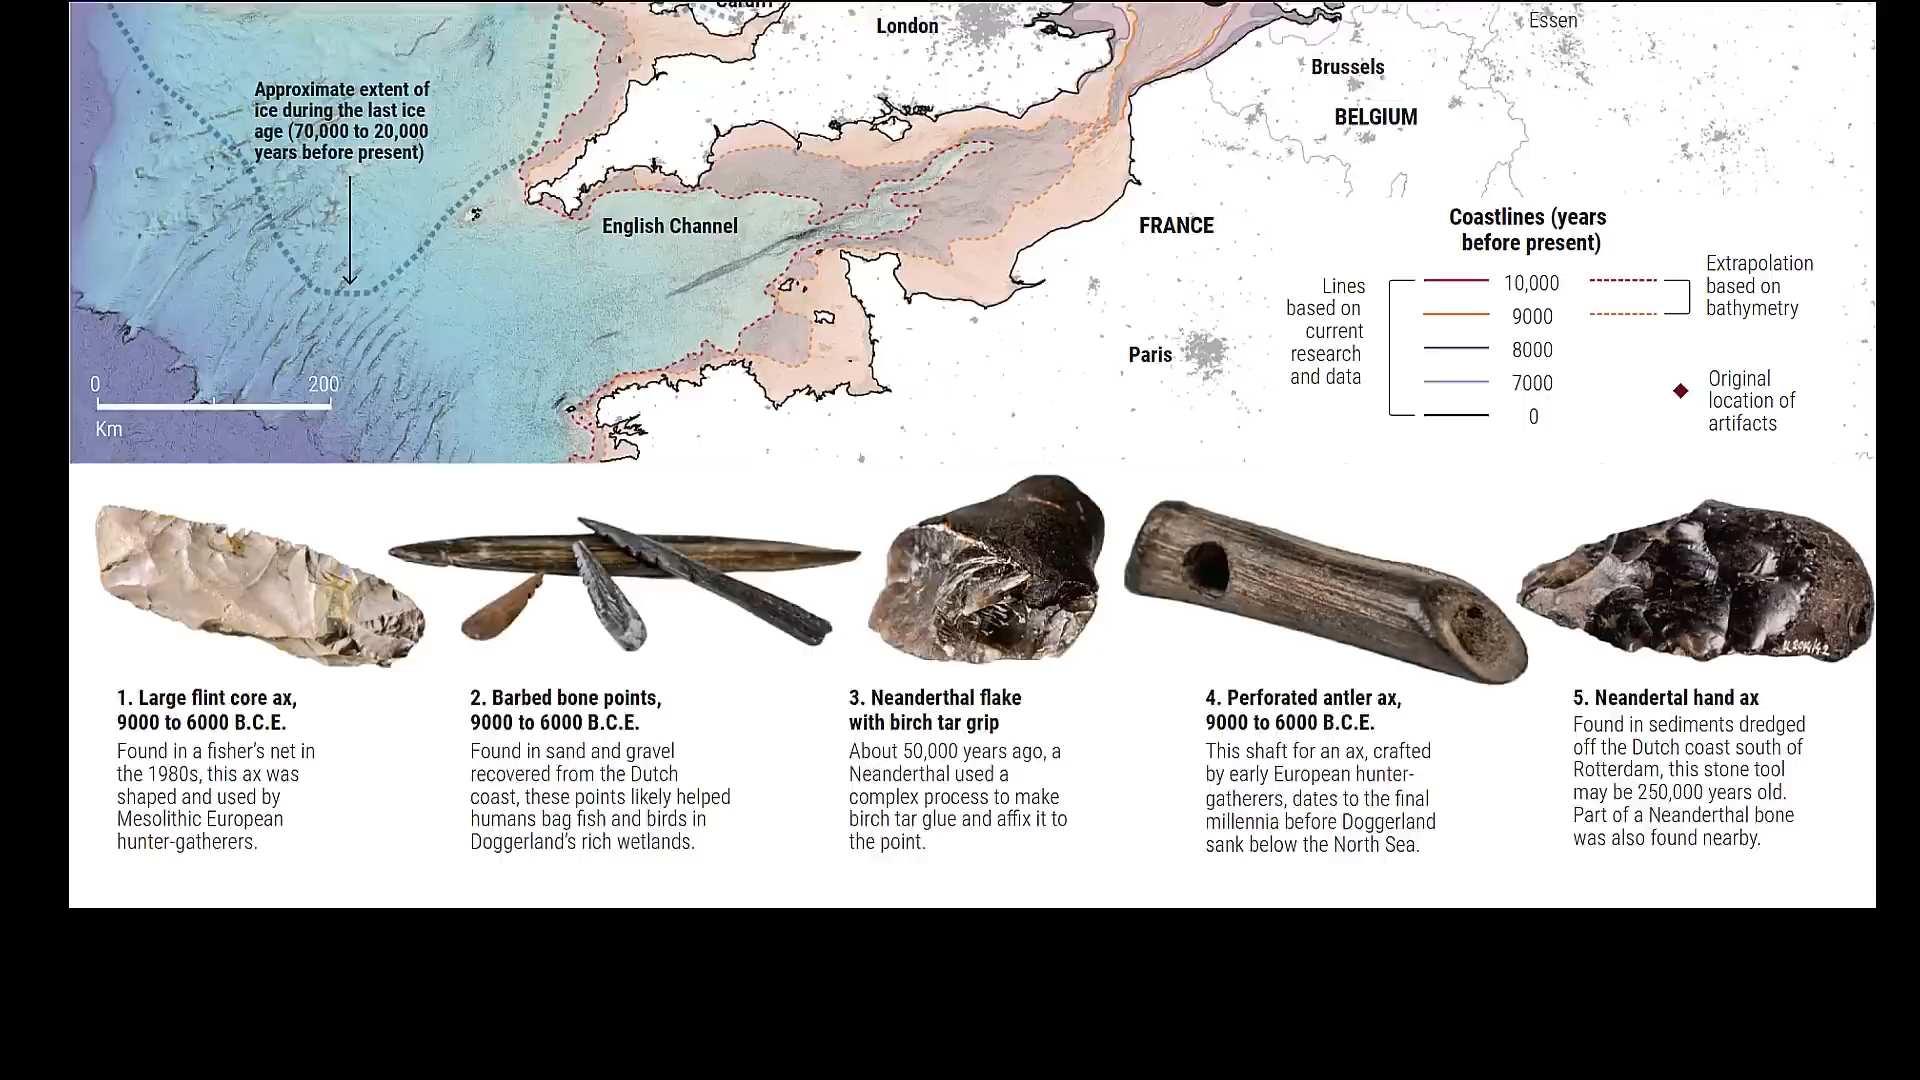 Cardiff
London
Essen
Brussels
BELGIUM
Approximate extent of
ice during the last ice
age (70,000 to 20,000
years before present)
English Channel
FRANCE
Paris
0 200
Km
Coastlines (years
before present)
Lines
based on
current
research
and data
10,000
9000
8000
7000
0
Extrapolation
based on
bathymetry
Original
location of
artifacts
1. Large flint core ax,
9000 to 6000 B.C.E.
Found in a fisher’s net in
the 1980s, this ax was
shaped and used by
Mesolithic European
hunter-gatherers.
2. Barbed bone points,
9000 to 6000 B.C.E.
Found in sand and gravel
recovered from the Dutch
coast, these points likely helped
humans bag fish and birds in
Doggerland’s rich wetlands.
3. Neanderthal flake
with birch tar grip
About 50,000 years ago, a
Neanderthal used a
complex process to make
birch tar glue and affix it to
the point.
4. Perforated antler ax,
9000 to 6000 B.C.E.
This shaft for an ax, crafted
by early European hunter-
gatherers, dates to the final
millennia before Doggerland
sank below the North Sea.
5. Neandertal hand ax
Found in sediments dredged
off the Dutch coast south of
Rotterdam, this stone tool
may be 250,000 years old.
Part of a Neanderthal bone
was also found nearby.